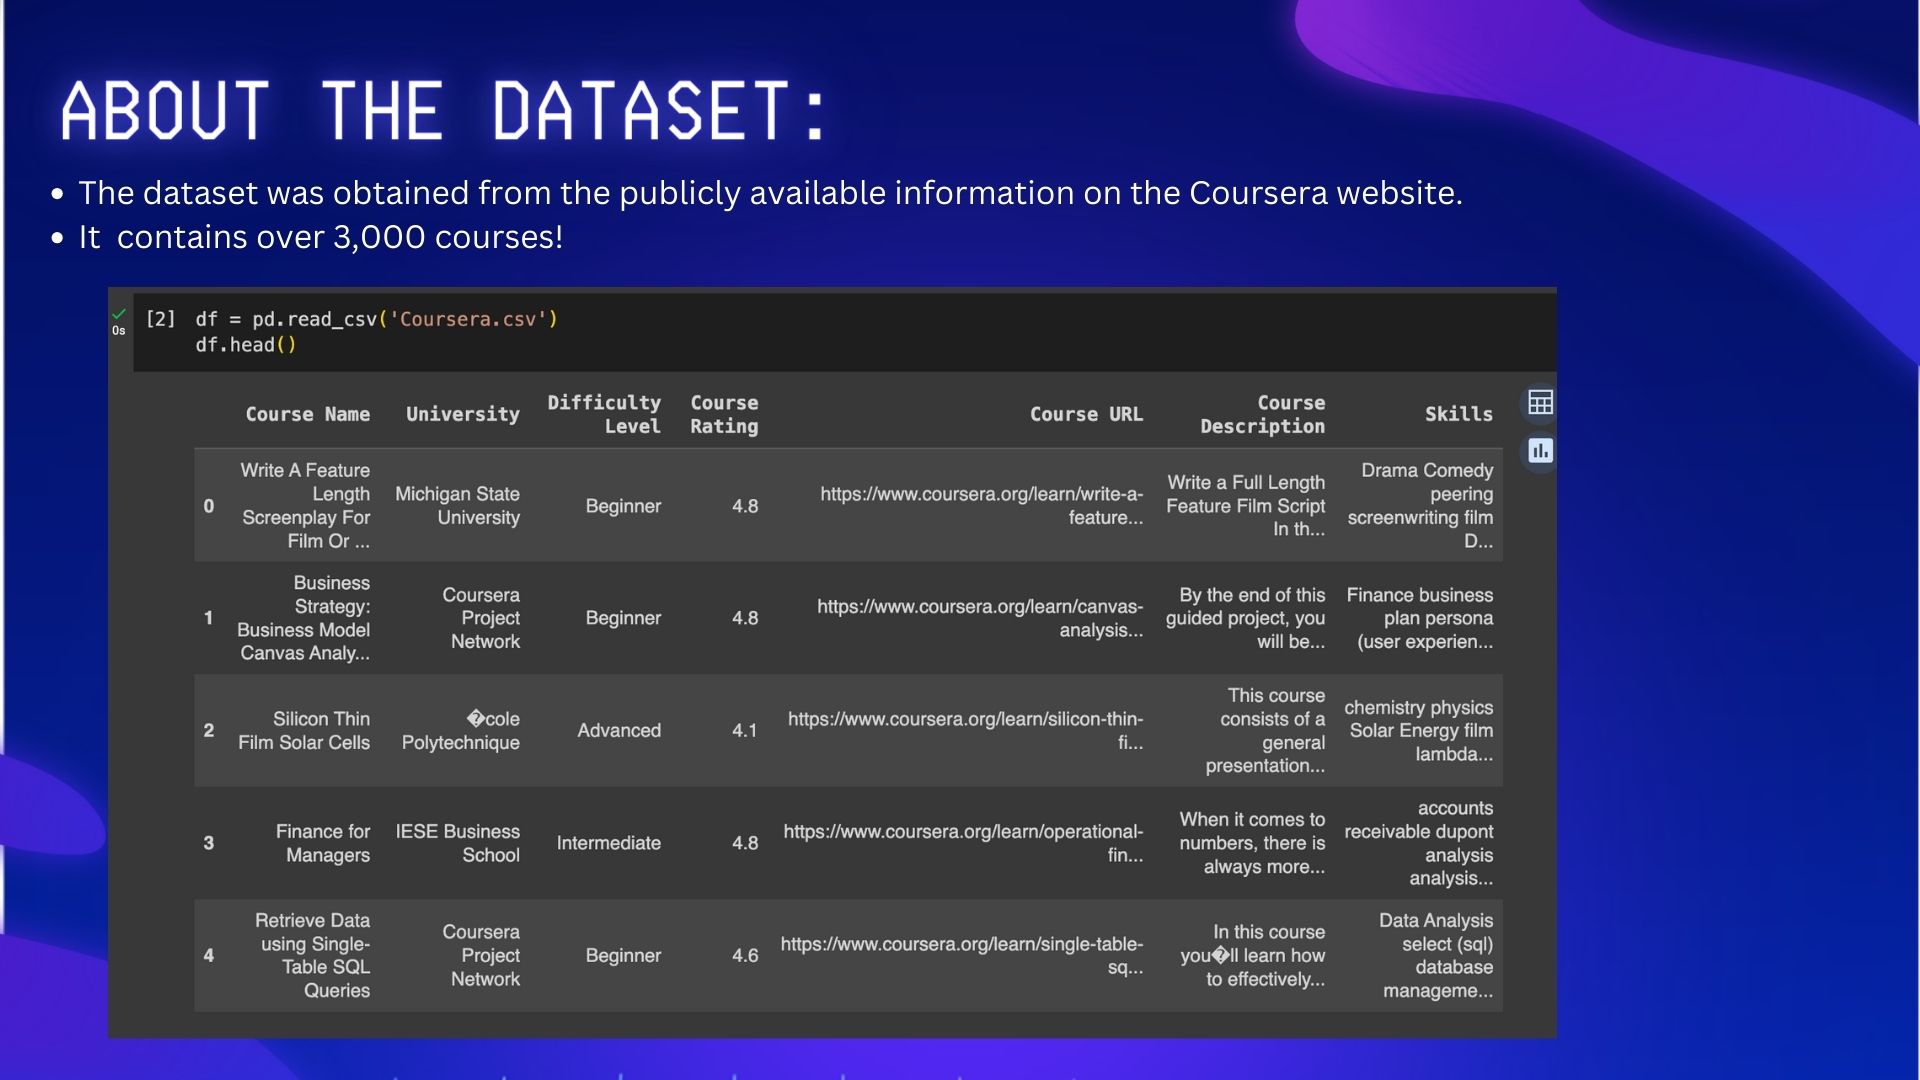 ABOUT THE DATASET:
• The dataset was obtained from the publicly available information on the Coursera website.
• It  contains over 3,000 courses!
0s
[2] df = pd.read_csv('Coursera.csv')
df.head()
Course Name University Difficulty Level Course Rating Course URL Course Description Skills
0 Write A Feature Length Screenplay For Film Or ... Michigan State University Beginner 4.8 https://www.coursera.org/learn/write-a-feature... Write a Full Length Feature Film Script In th... Drama Comedy peering screenwriting film D...
1 Business Strategy: Business Model Canvas Analy... Coursera Project Network Beginner 4.8 https://www.coursera.org/learn/canvas-analysis... By the end of this guided project, you will be... Finance business plan persona (user experien...
2 Silicon Thin Film Solar Cells �cole Polytechnique Advanced 4.1 https://www.coursera.org/learn/silicon-thin-fi... This course consists of a general presentation... chemistry physics Solar Energy film lambda...
3 Finance for Managers IESE Business School Intermediate 4.8 https://www.coursera.org/learn/operational-fin... When it comes to numbers, there is always more... accounts receivable dupont analysis analysis...
4 Retrieve Data using Single-Table SQL Queries Coursera Project Network Beginner 4.6 https://www.coursera.org/learn/single-table-sq... In this course you�ll learn how to effectively... Data Analysis select (sql) database manageme...